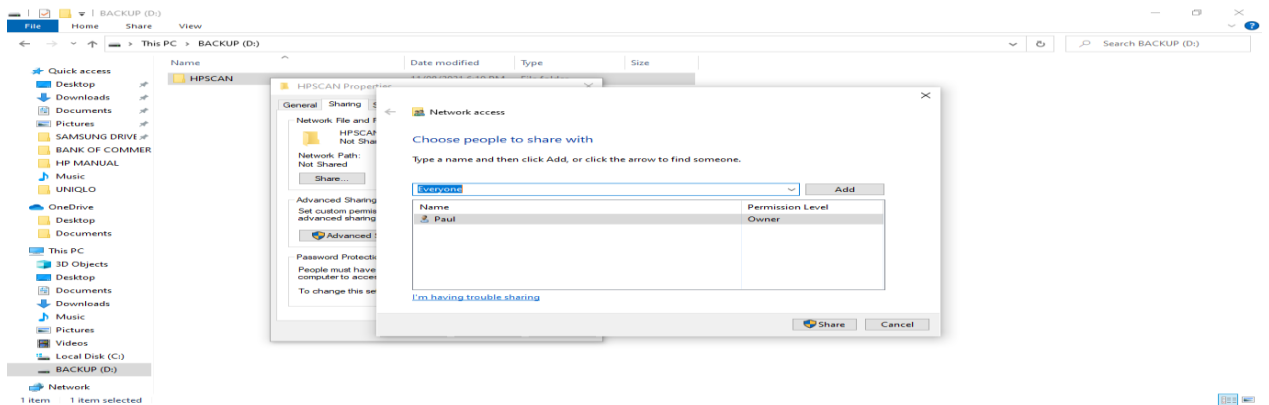 BACKUP (D:)
File Home Share View
This PC > BACKUP (D:)
Search BACKUP (D:)
Name Date modified Type Size
HPSCAN
Quick access
Desktop
Downloads
Documents
Pictures
SAMSUNG DRIVE
BANK OF COMMER
HP MANUAL
Music
UNIQLO
OneDrive
Desktop
Documents
This PC
3D Objects
Desktop
Documents
Downloads
Music
Pictures
Videos
Local Disk (C:)
BACKUP (D:)
Network
1 item 1 item selected
HPSCAN Properties
General Sharing
Network File and
HPSCAN
Not Shar
Network Path:
Not Shared
Share...
Advanced Sharing
Set custom permis
advanced sharing
Advanced
Password Protecti
People must have
computer to acces
To change this se
Network access
Choose people to share with
Type a name and then click Add, or click the arrow to find someone.
Everyone Add
Name Permission Level
Paul Owner
I'm having trouble sharing
Share Cancel